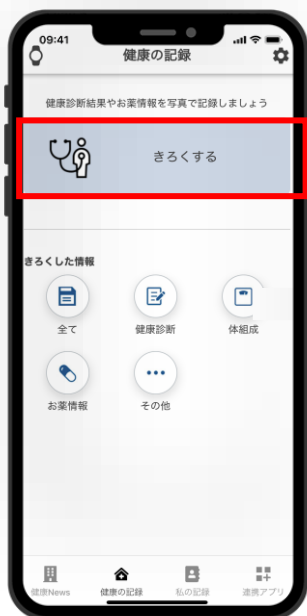 09:41
健康の記録
健康診断結果やお薬情報を写真で記録しましょう
きろくする
きろくした情報
全て
健康診断
体組成
お薬情報
その他
健康News
健康の記録
私の記録
連携アプリ